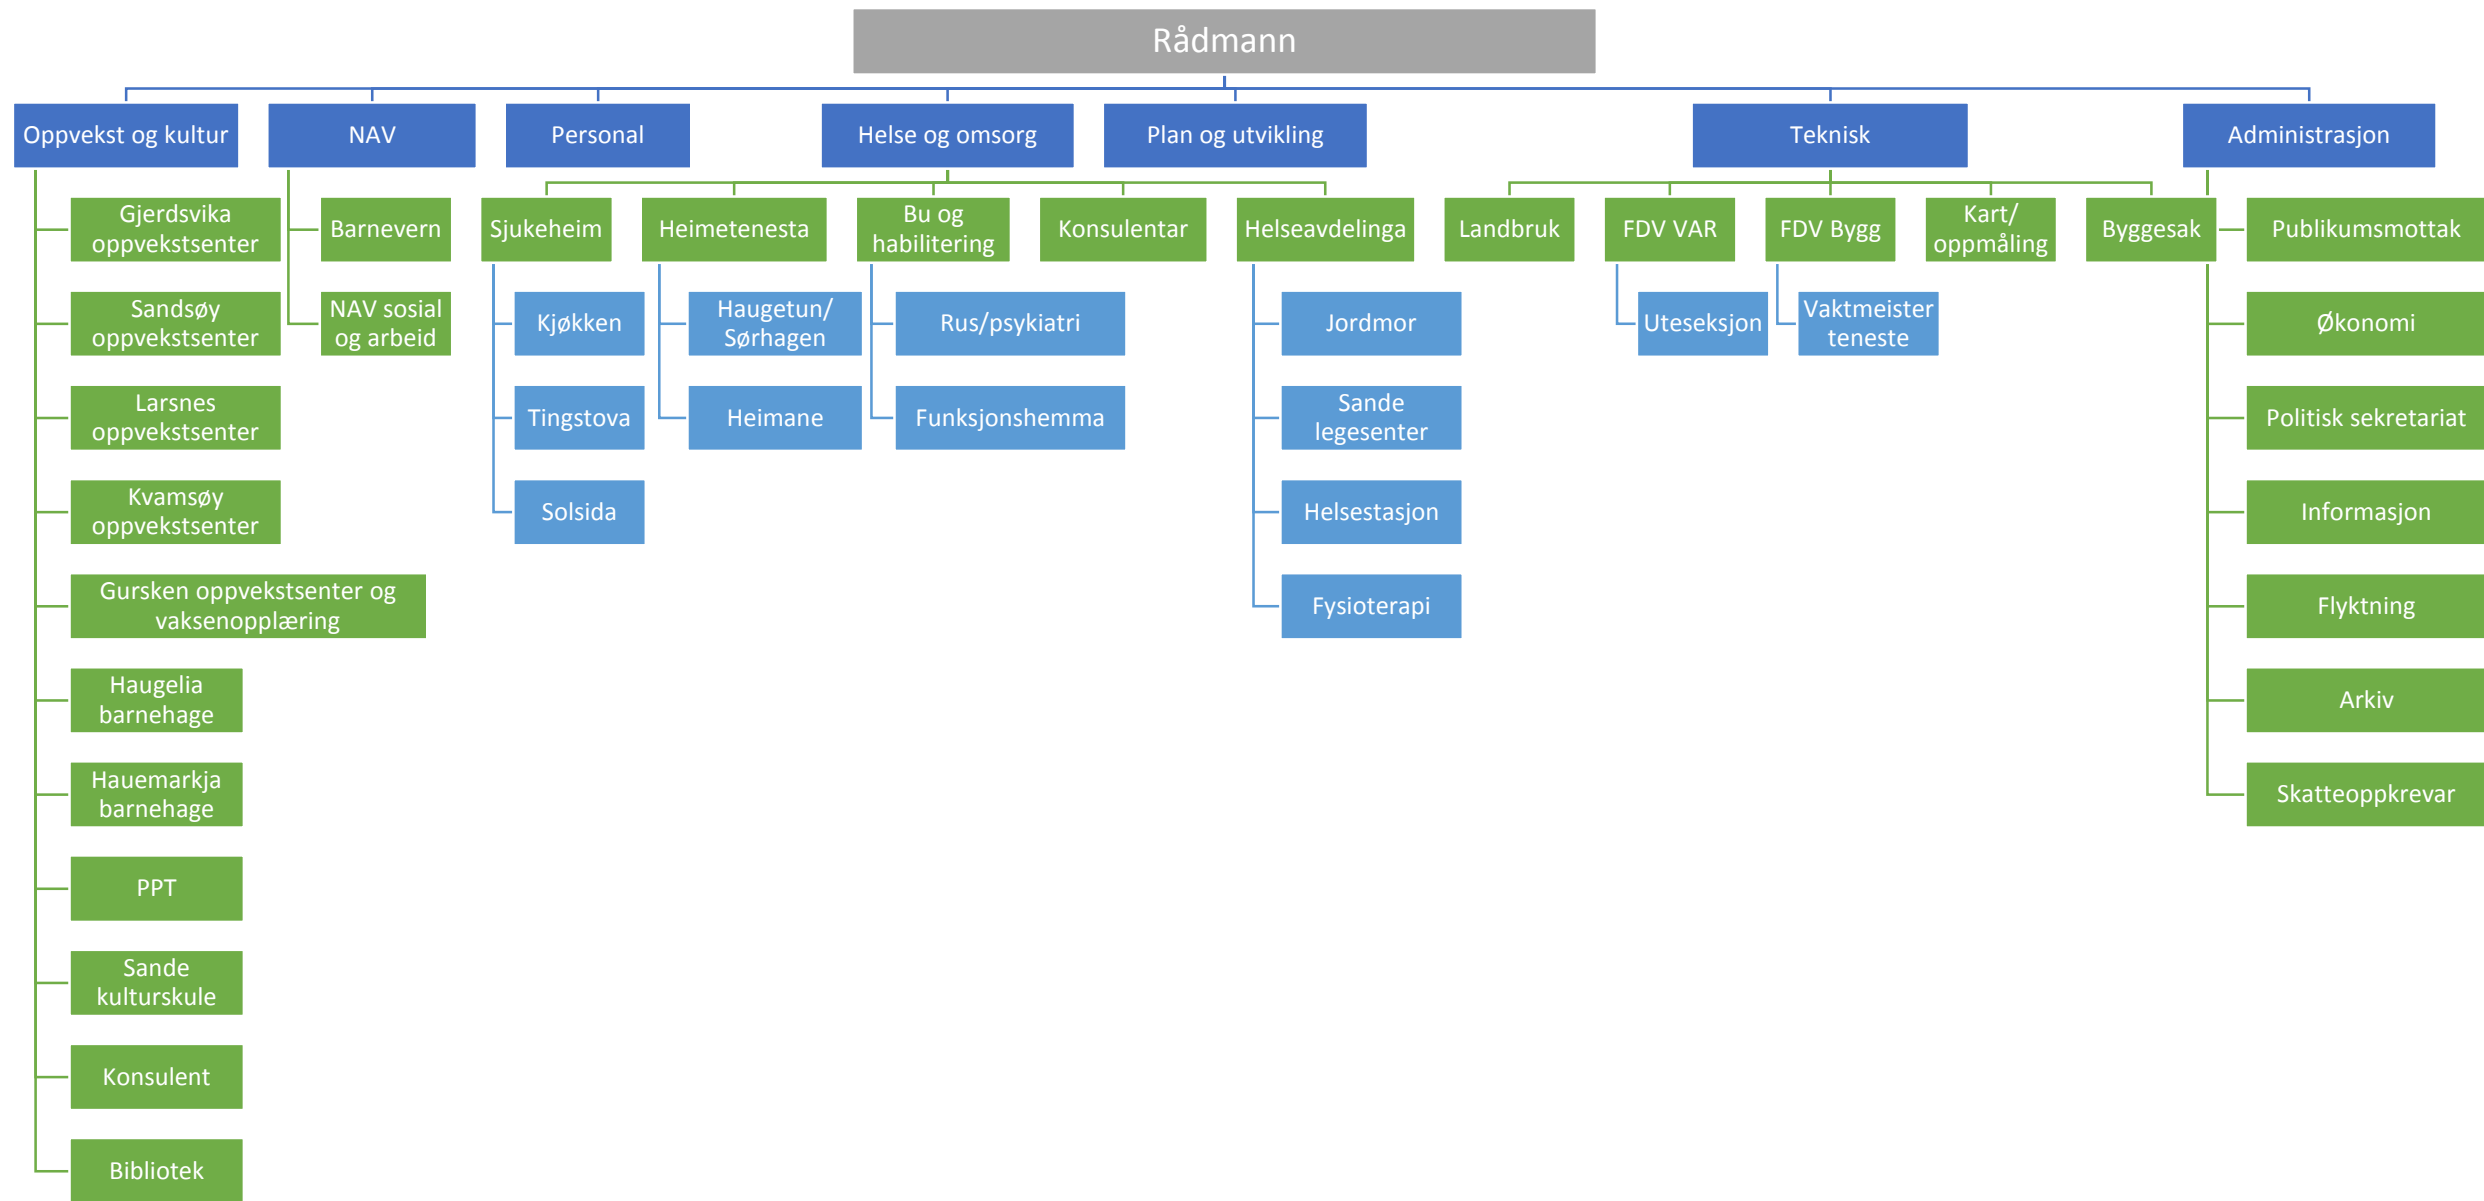 Rådmann
Oppvekst og kultur
NAV
Personal
Helse og omsorg
Plan og utvikling
Teknisk
Administrasjon
Gjerdsvika
oppvekstsenter
Sandsøy
oppvekstsenter
Larsnes
oppvekstsenter
Kvamsøy
oppvekstsenter
Gursken oppvekstsenter og
vaksenopplæring
Haugelia
barnehage
Hauemarkja
barnehage
PPT
Sande
kulturskule
Konsulent
Bibliotek
Barnevern
NAV sosial
og arbeid
Sjukeheim
Kjøkken
Tingstova
Solsida
Heimetenesta
Haugetun/
Sørhagen
Heimane
Bu og
habilitering
Rus/psykiatri
Funksjonshemma
Konsulentar
Helseavdelinga
Jordmor
Sande
legesenter
Helsestasjon
Fysioterapi
Landbruk
FDV VAR
Uteseksjon
FDV Bygg
Vaktmeister
teneste
Kart/
oppmåling
Byggesak
Publikumsmottak
Økonomi
Politisk sekretariat
Informasjon
Flyktning
Arkiv
Skatteoppkrevar